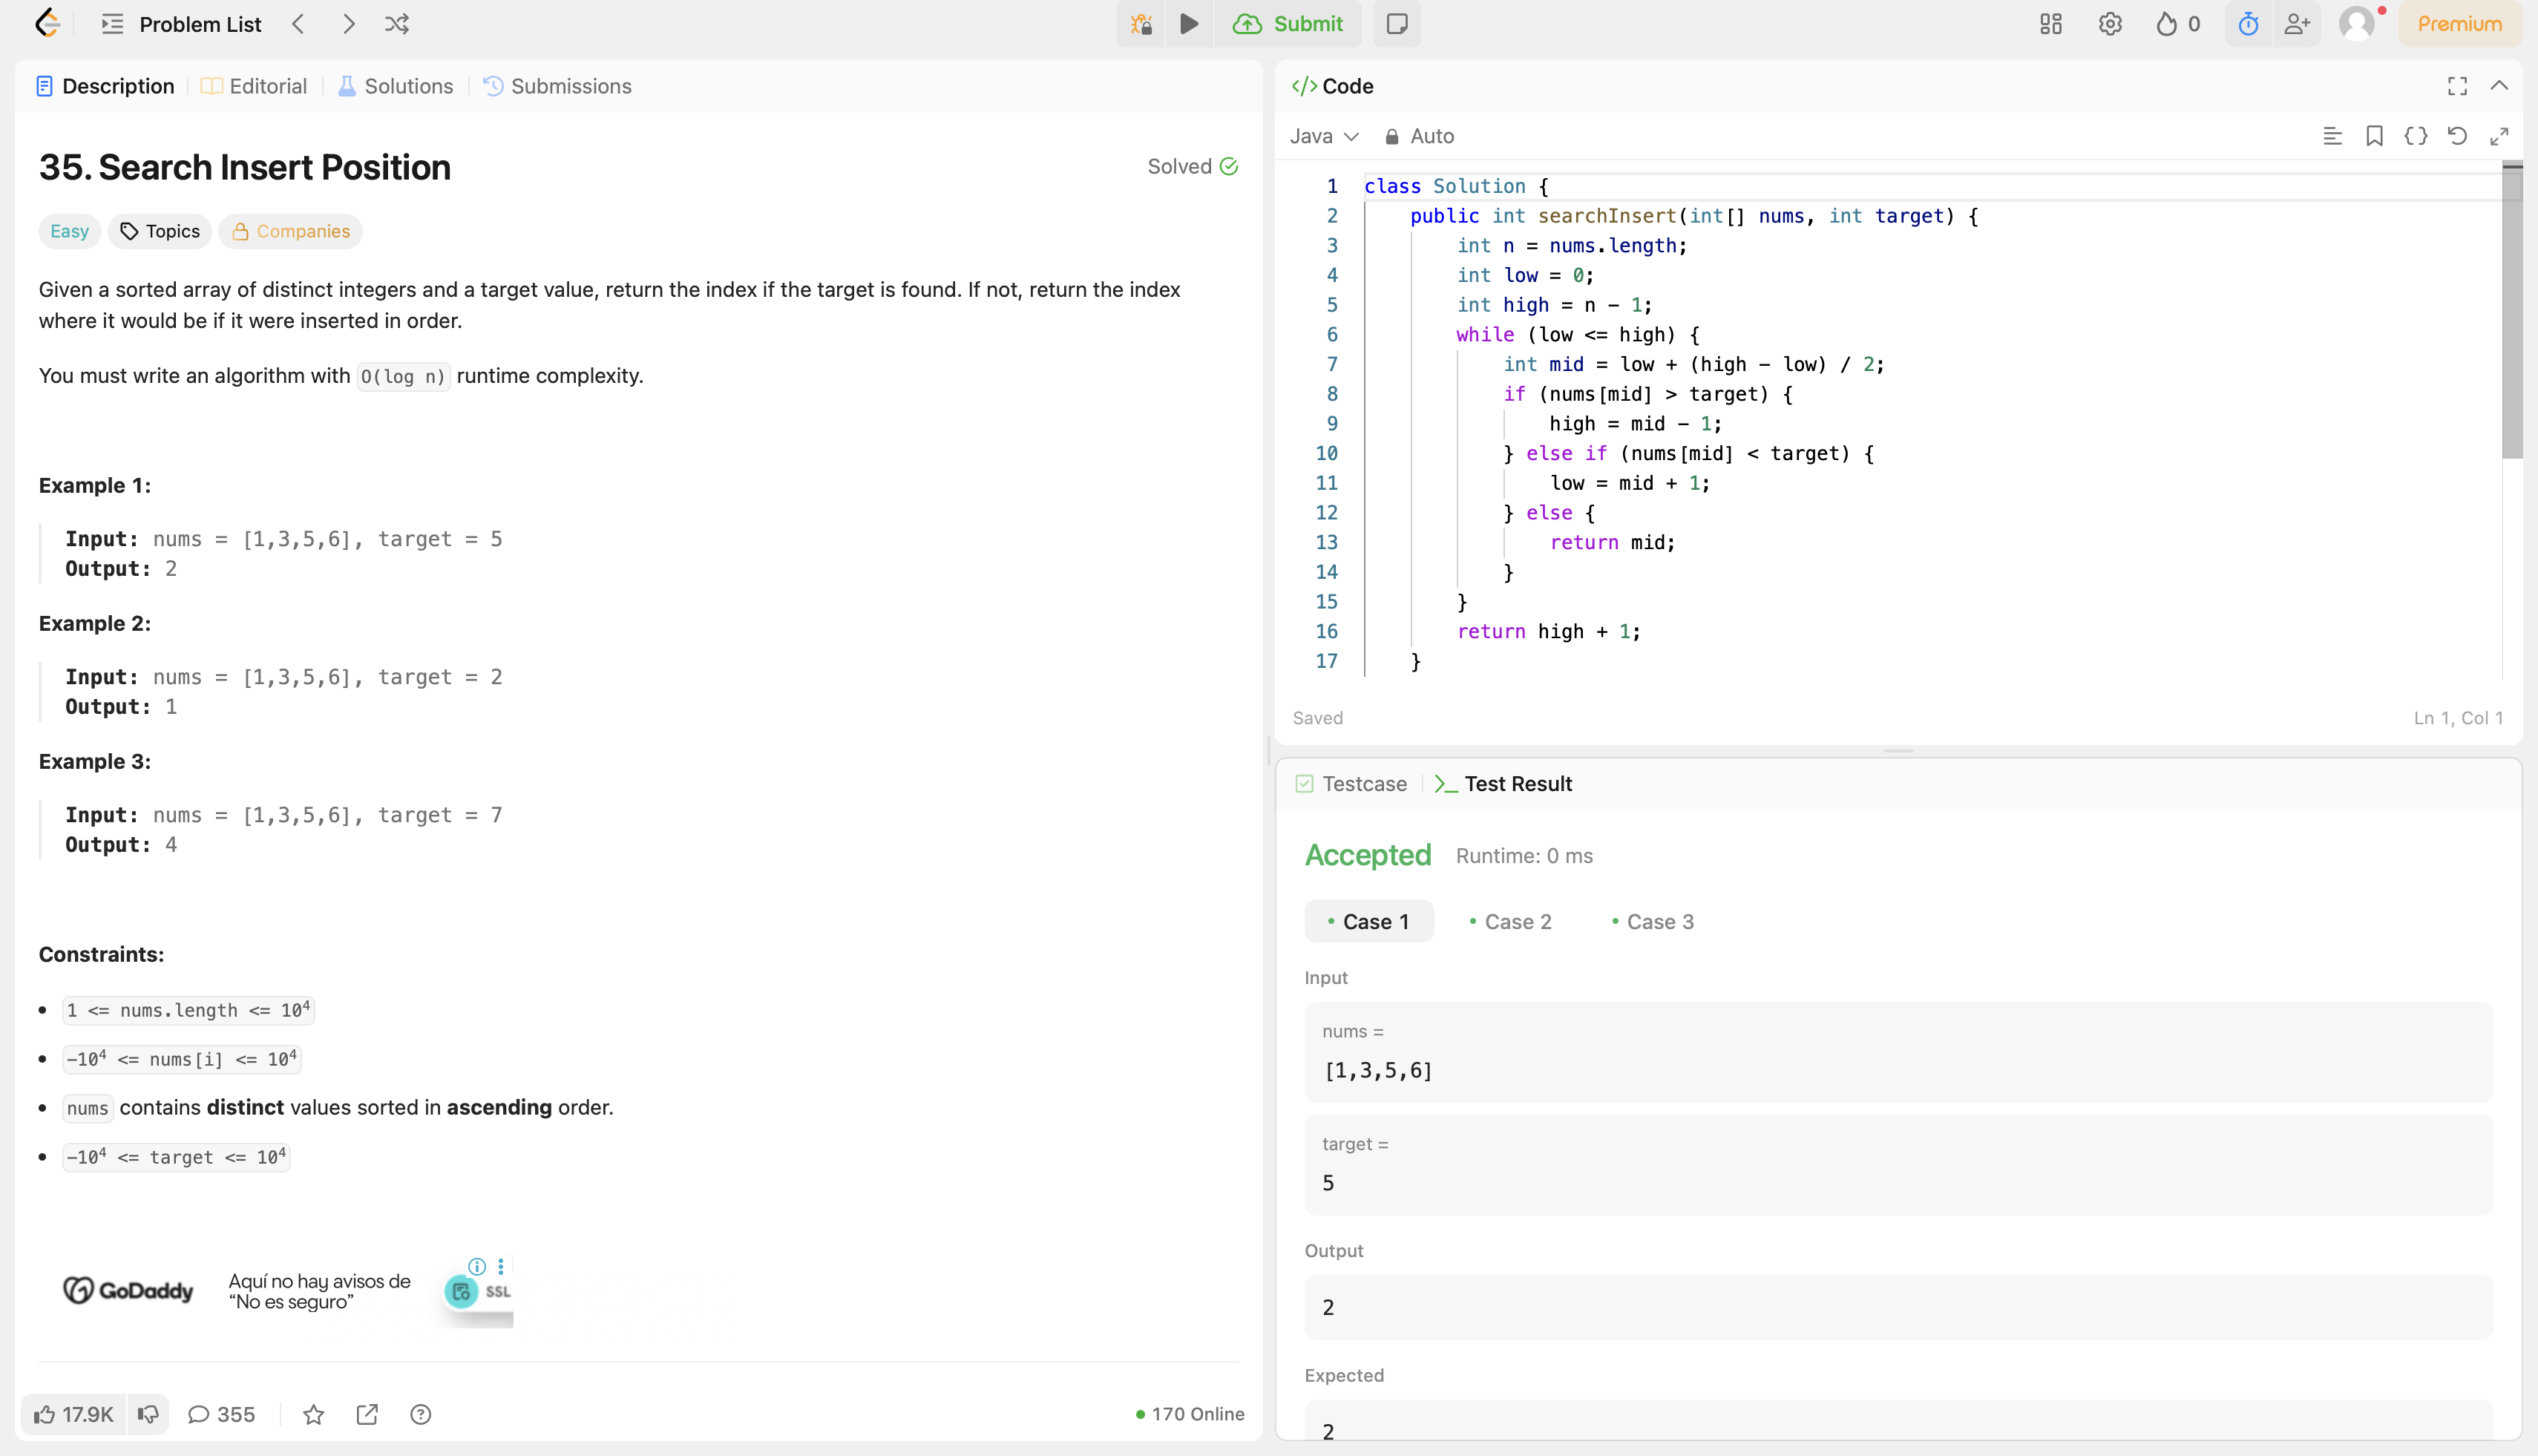 Problem List
Submit
0
Premium
Description
Editorial
Solutions
Submissions
35. Search Insert Position
Solved
Easy
Topics
Companies
Given a sorted array of distinct integers and a target value, return the index if the target is found. If not, return the index
where it would be if it were inserted in order.
You must write an algorithm with O(log n) runtime complexity.
Example 1:
Input: nums = [1,3,5,6], target = 5
Output: 2
Example 2:
Input: nums = [1,3,5,6], target = 2
Output: 1
Example 3:
Input: nums = [1,3,5,6], target = 7
Output: 4
Constraints:
• 1 <= nums.length <= 10⁴
• -10⁴ <= nums[i] <= 10⁴
• nums contains distinct values sorted in ascending order.
• -10⁴ <= target <= 10⁴
GoDaddy
Aquí no hay avisos de
“No es seguro”
SSL
17.9K
355
170 Online
</> Code
Java
Auto
1 class Solution {
2     public int searchInsert(int[] nums, int target) {
3         int n = nums.length;
4         int low = 0;
5         int high = n - 1;
6         while (low <= high) {
7             int mid = low + (high - low) / 2;
8             if (nums[mid] > target) {
9                 high = mid - 1;
10             } else if (nums[mid] < target) {
11                 low = mid + 1;
12             } else {
13                 return mid;
14             }
15         }
16         return high + 1;
17     }
Saved
Ln 1, Col 1
Testcase
Test Result
Accepted
Runtime: 0 ms
• Case 1
• Case 2
• Case 3
Input
nums =
[1,3,5,6]
target =
5
Output
2
Expected
2